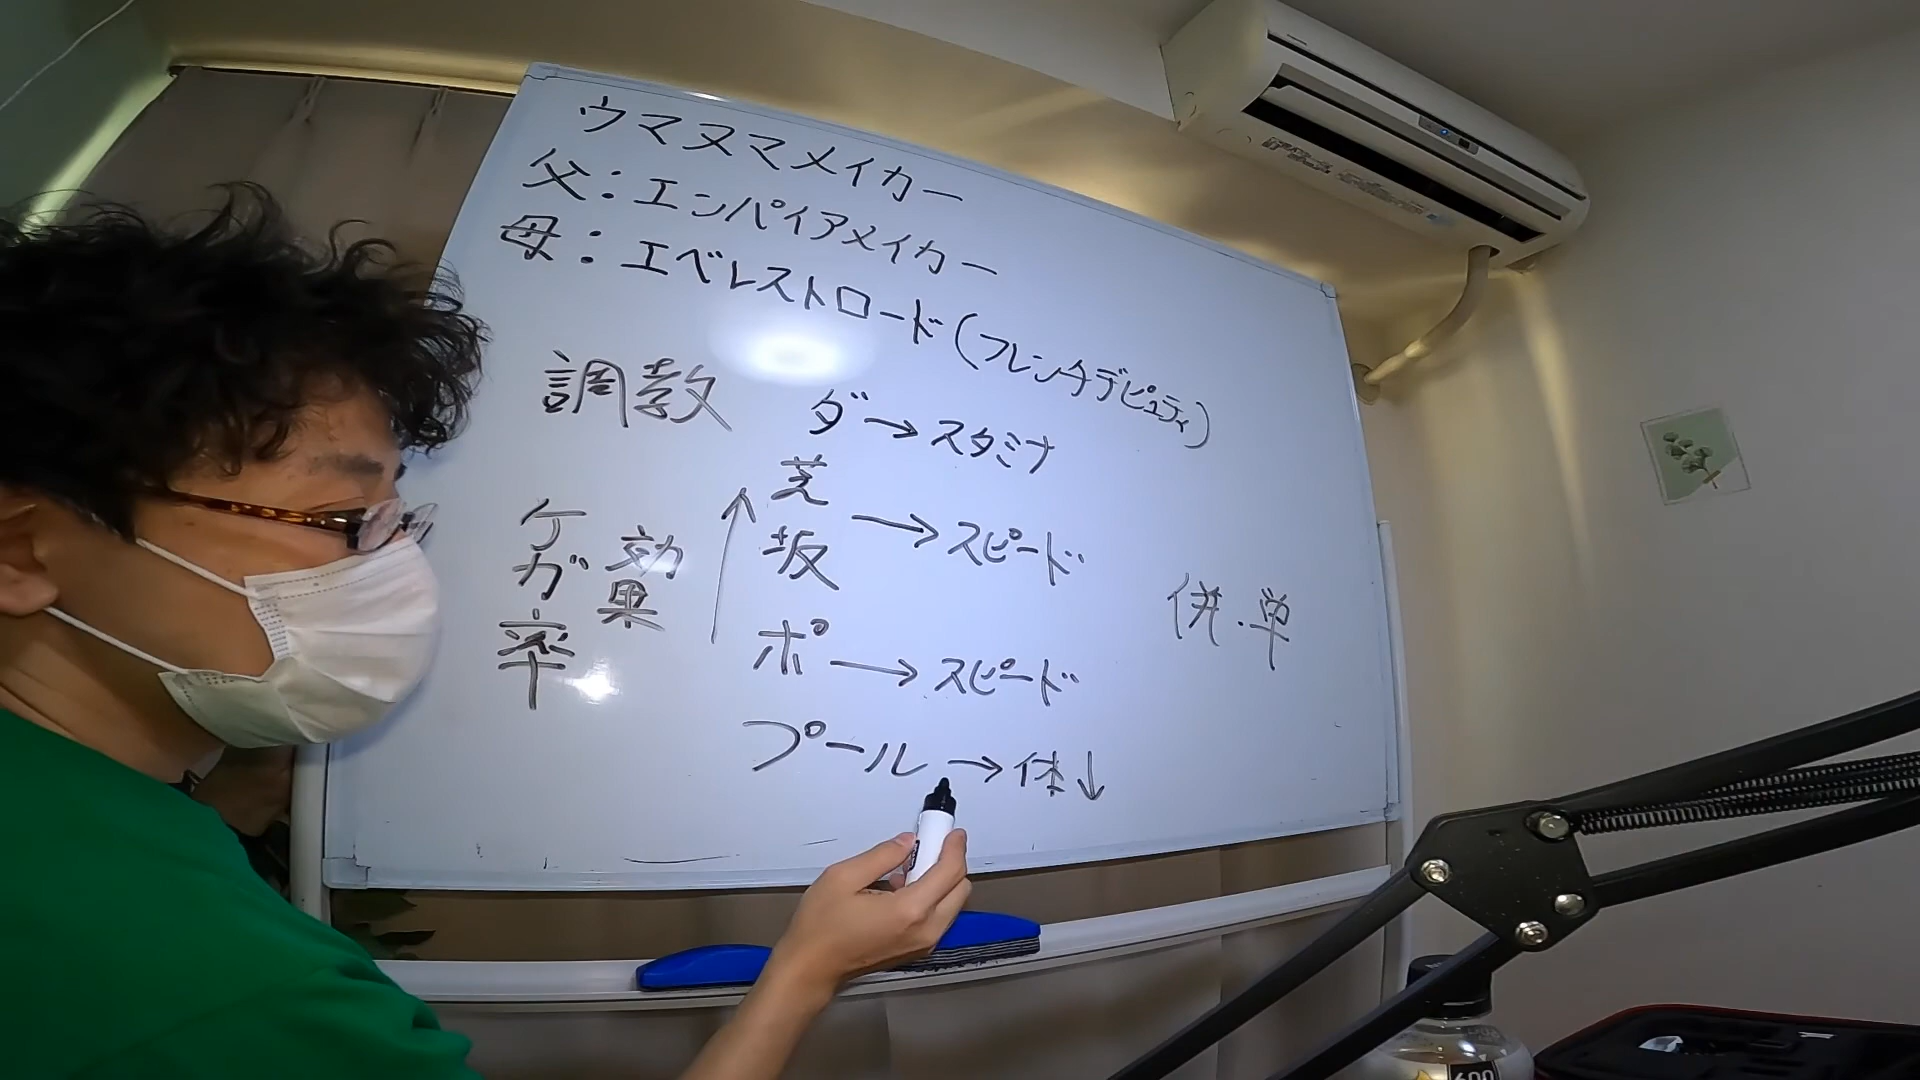 ウマヌマメイカー
父：エンパイアメイカー
母：エベレストロード(フレンチデピュティ)
調教
ダ→スタミナ
芝
坂→スピード
ポ→スピード
プール→体↓
ケガ率
効果↑
併・単
600